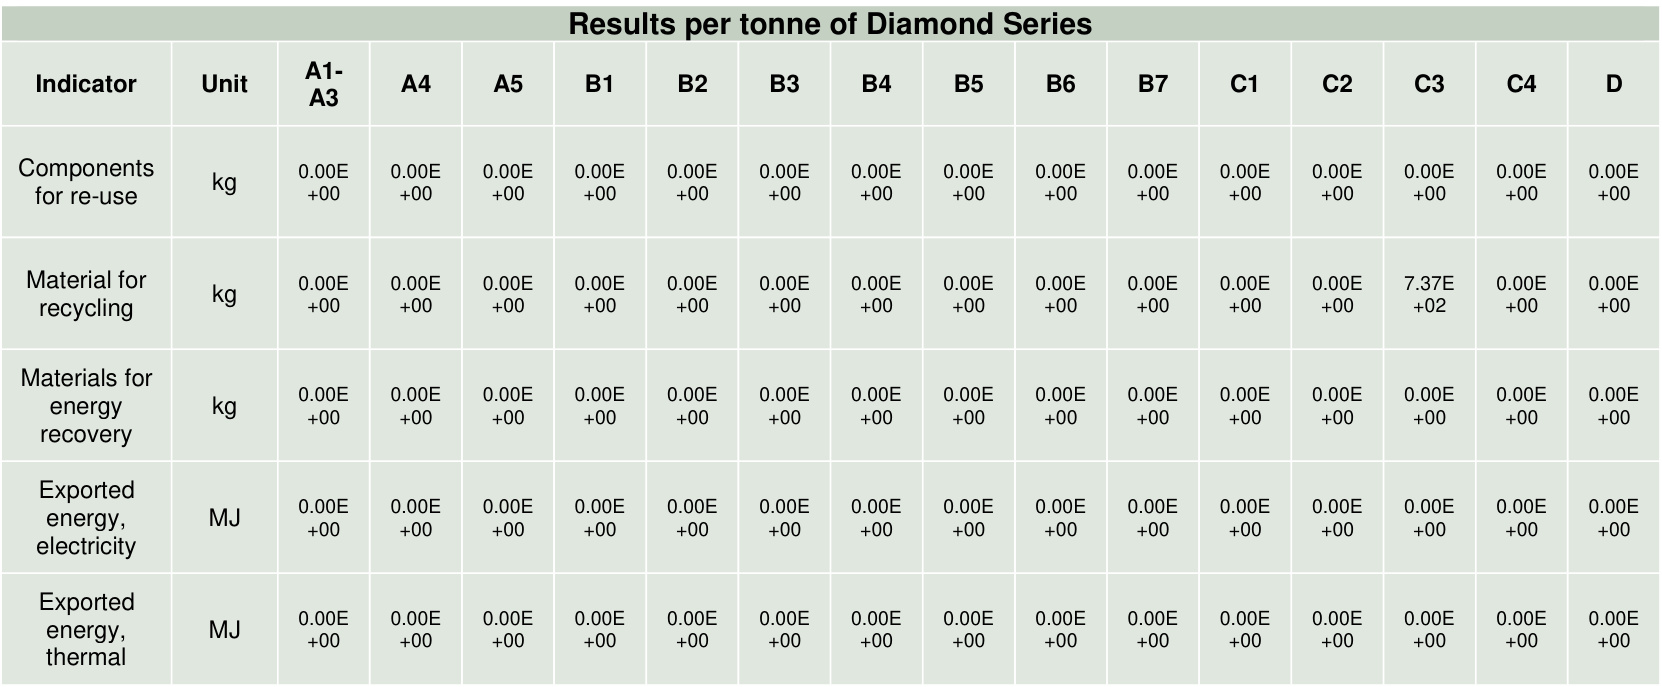 Results per tonne of Diamond Series
Indicator Unit A1-A3 A4 A5 B1 B2 B3 B4 B5 B6 B7 C1 C2 C3 C4 D
Components for re-use kg 0.00E+00 0.00E+00 0.00E+00 0.00E+00 0.00E+00 0.00E+00 0.00E+00 0.00E+00 0.00E+00 0.00E+00 0.00E+00 0.00E+00 0.00E+00 0.00E+00 0.00E+00
Material for recycling kg 0.00E+00 0.00E+00 0.00E+00 0.00E+00 0.00E+00 0.00E+00 0.00E+00 0.00E+00 0.00E+00 0.00E+00 0.00E+00 0.00E+00 7.37E+02 0.00E+00 0.00E+00
Materials for energy recovery kg 0.00E+00 0.00E+00 0.00E+00 0.00E+00 0.00E+00 0.00E+00 0.00E+00 0.00E+00 0.00E+00 0.00E+00 0.00E+00 0.00E+00 0.00E+00 0.00E+00 0.00E+00
Exported energy, electricity MJ 0.00E+00 0.00E+00 0.00E+00 0.00E+00 0.00E+00 0.00E+00 0.00E+00 0.00E+00 0.00E+00 0.00E+00 0.00E+00 0.00E+00 0.00E+00 0.00E+00 0.00E+00
Exported energy, thermal MJ 0.00E+00 0.00E+00 0.00E+00 0.00E+00 0.00E+00 0.00E+00 0.00E+00 0.00E+00 0.00E+00 0.00E+00 0.00E+00 0.00E+00 0.00E+00 0.00E+00 0.00E+00